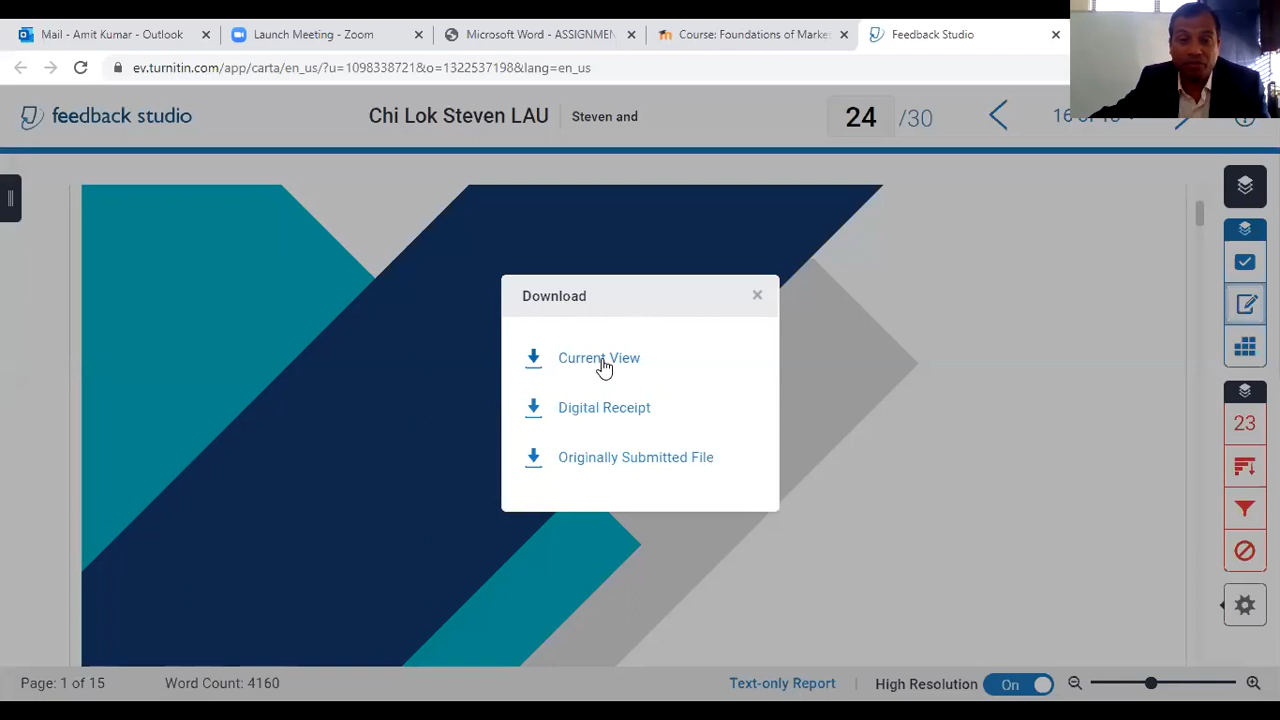 Mail - Amit Kumar - Outlook
Launch Meeting - Zoom
Microsoft Word - ASSIGNMEN
Course: Foundations of Marke
Feedback Studio
ev.turnitin.com/app/carta/en_us/?u=1098338721&o=1322537198&lang=en_us
feedback studio
Chi Lok Steven LAU
Steven and
24 /30
Download
Current View
Digital Receipt
Originally Submitted File
23
Page: 1 of 15
Word Count: 4160
Text-only Report
High Resolution
On